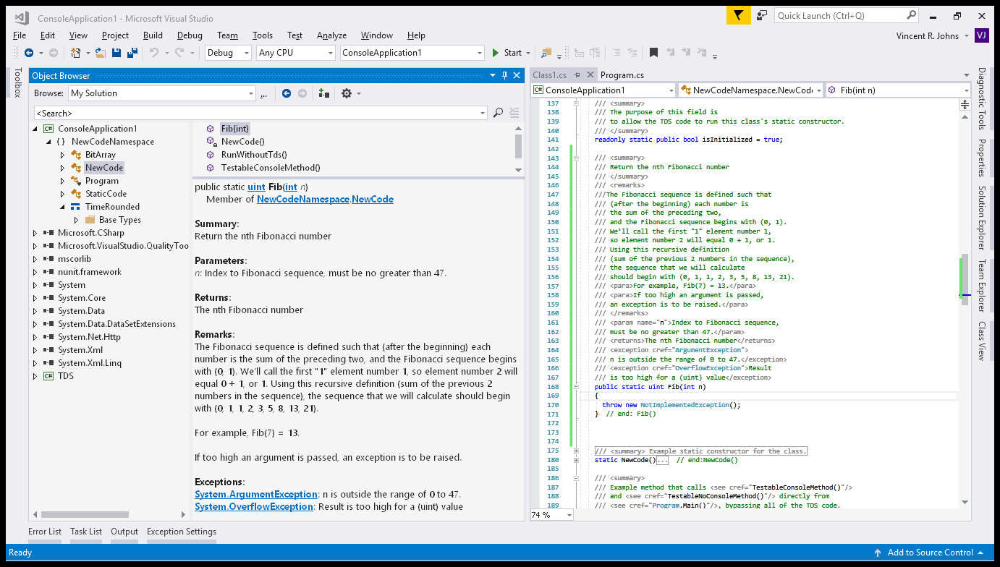 ConsoleApplication1 - Microsoft Visual Studio
Quick Launch (Ctrl+Q)
File Edit View Project Build Debug Team Tools Test Analyze Window Help
Vincent R. Johns VJ
Debug Any CPU ConsoleApplication1 Start
Toolbox
Object Browser
Browse: My Solution ...
<Search>
ConsoleApplication1
{ } NewCodeNamespace
BitArray
NewCode
Program
StaticCode
TimeRounded
Base Types
Microsoft.CSharp
Microsoft.VisualStudio.QualityToo
mscorlib
nunit.framework
System
System.Core
System.Data
System.Data.DataSetExtensions
System.Net.Http
System.Xml
System.Xml.Linq
TDS
Fib(int)
NewCode()
RunWithoutTds()
TestableConsoleMethod()
public static uint Fib(int n)
Member of NewCodeNamespace.NewCode
Summary:
Return the nth Fibonacci number
Parameters:
n: Index to Fibonacci sequence, must be no greater than 47.
Returns:
The nth Fibonacci number
Remarks:
The Fibonacci sequence is defined such that (after the beginning) each
number is the sum of the preceding two, and the Fibonacci sequence begins
with (0, 1). We'll call the first "1" element number 1, so element number 2 will
equal 0 + 1, or 1. Using this recursive definition (sum of the previous 2
numbers in the sequence), the sequence that we will calculate should begin
with (0, 1, 1, 2, 3, 5, 8, 13, 21).
For example, Fib(7) = 13.
If too high an argument is passed, an exception is to be raised.
Exceptions:
System.ArgumentException: n is outside the range of 0 to 47.
System.OverflowException: Result is too high for a (uint) value
Class1.cs Program.cs
C# ConsoleApplication1 NewCodeNamespace.NewCode Fib(int n)
137 /// <summary>
138 /// The purpose of this field is
139 /// to allow the TDS code to run this class's static constructor.
140 /// </summary>
141 readonly static public bool isInitialized = true;
142
143 /// <summary>
144 /// Return the nth Fibonacci number
145 /// </summary>
146 /// <remarks>
147 ///The Fibonacci sequence is defined such that
148 /// (after the beginning) each number is
149 /// the sum of the preceding two,
150 /// and the Fibonacci sequence begins with (0, 1).
151 /// We'll call the first "1" element number 1,
152 /// so element number 2 will equal 0 + 1, or 1.
153 /// Using this recursive definition
154 /// (sum of the previous 2 numbers in the sequence),
155 /// the sequence that we will calculate
156 /// should begin with (0, 1, 1, 2, 3, 5, 8, 13, 21).
157 /// <para>For example, Fib(7) = 13.</para>
158 /// <para>If too high an argument is passed,
159 /// an exception is to be raised.</para>
160 /// </remarks>
161 /// <param name="n">Index to Fibonacci sequence,
162 /// must be no greater than 47.</param>
163 /// <returns>The nth Fibonacci number</returns>
164 /// <exception cref="ArgumentException">
165 /// n is outside the range of 0 to 47.</exception>
166 /// <exception cref="OverflowException">Result
167 /// is too high for a (uint) value</exception>
168 public static uint Fib(int n)
169 {
170 throw new NotImplementedException();
171 } // end: Fib()
172
173
174
175 /// <summary> Example static constructor for the class.
180 static NewCode()... // end:NewCode()
185
186 /// <summary>
187 /// Example method that calls <see cref="TestableConsoleMethod()"/>
188 /// and <see cref="TestableNoConsoleMethod()"/> directly from
189 /// <see cref="Program.Main()"/>, bypassing all of the TDS code.
74 %
Diagnostic Tools
Properties
Solution Explorer
Team Explorer
Class View
Error List Task List Output Exception Settings
Ready Add to Source Control